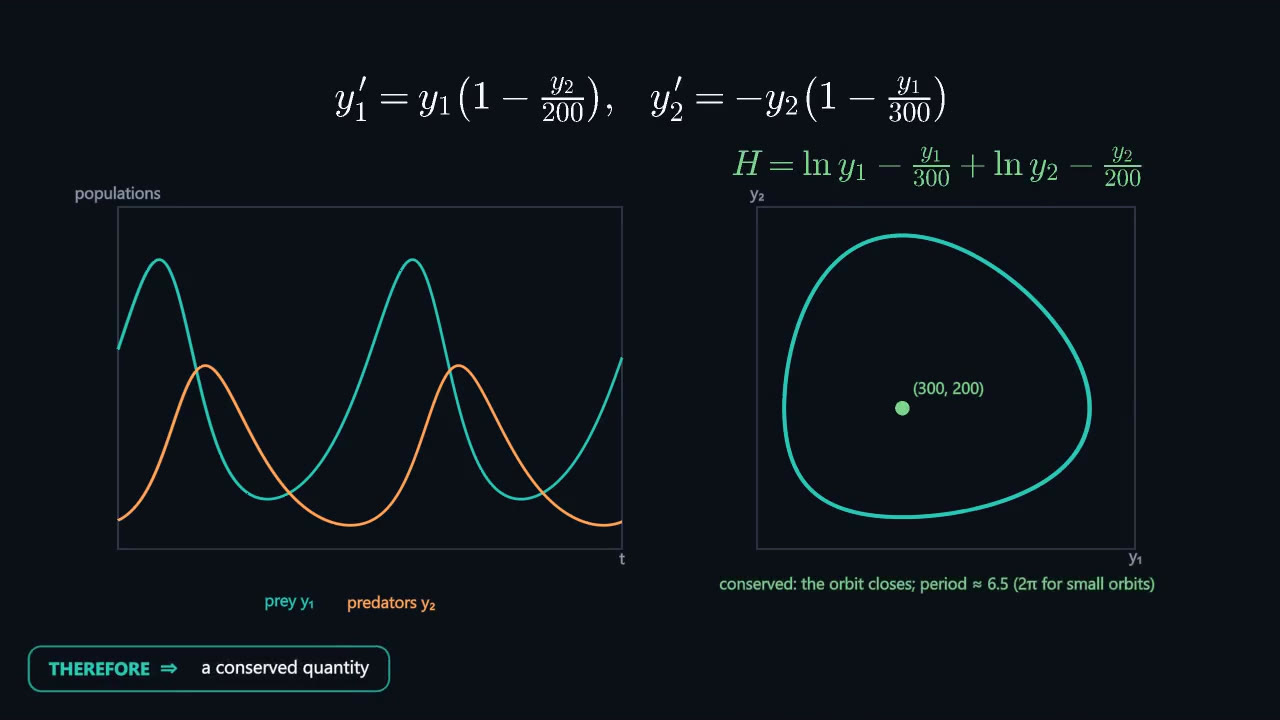 y₁′ = y₁(1 − y₂/200),   y₂′ = −y₂(1 − y₁/300)
H = ln y₁ − y₁/300 + ln y₂ − y₂/200
populations
y₂
(300, 200)
t
y₁
conserved: the orbit closes; period ≈ 6.5 (2π for small orbits)
prey y₁ predators y₂
THEREFORE ⇒ a conserved quantity